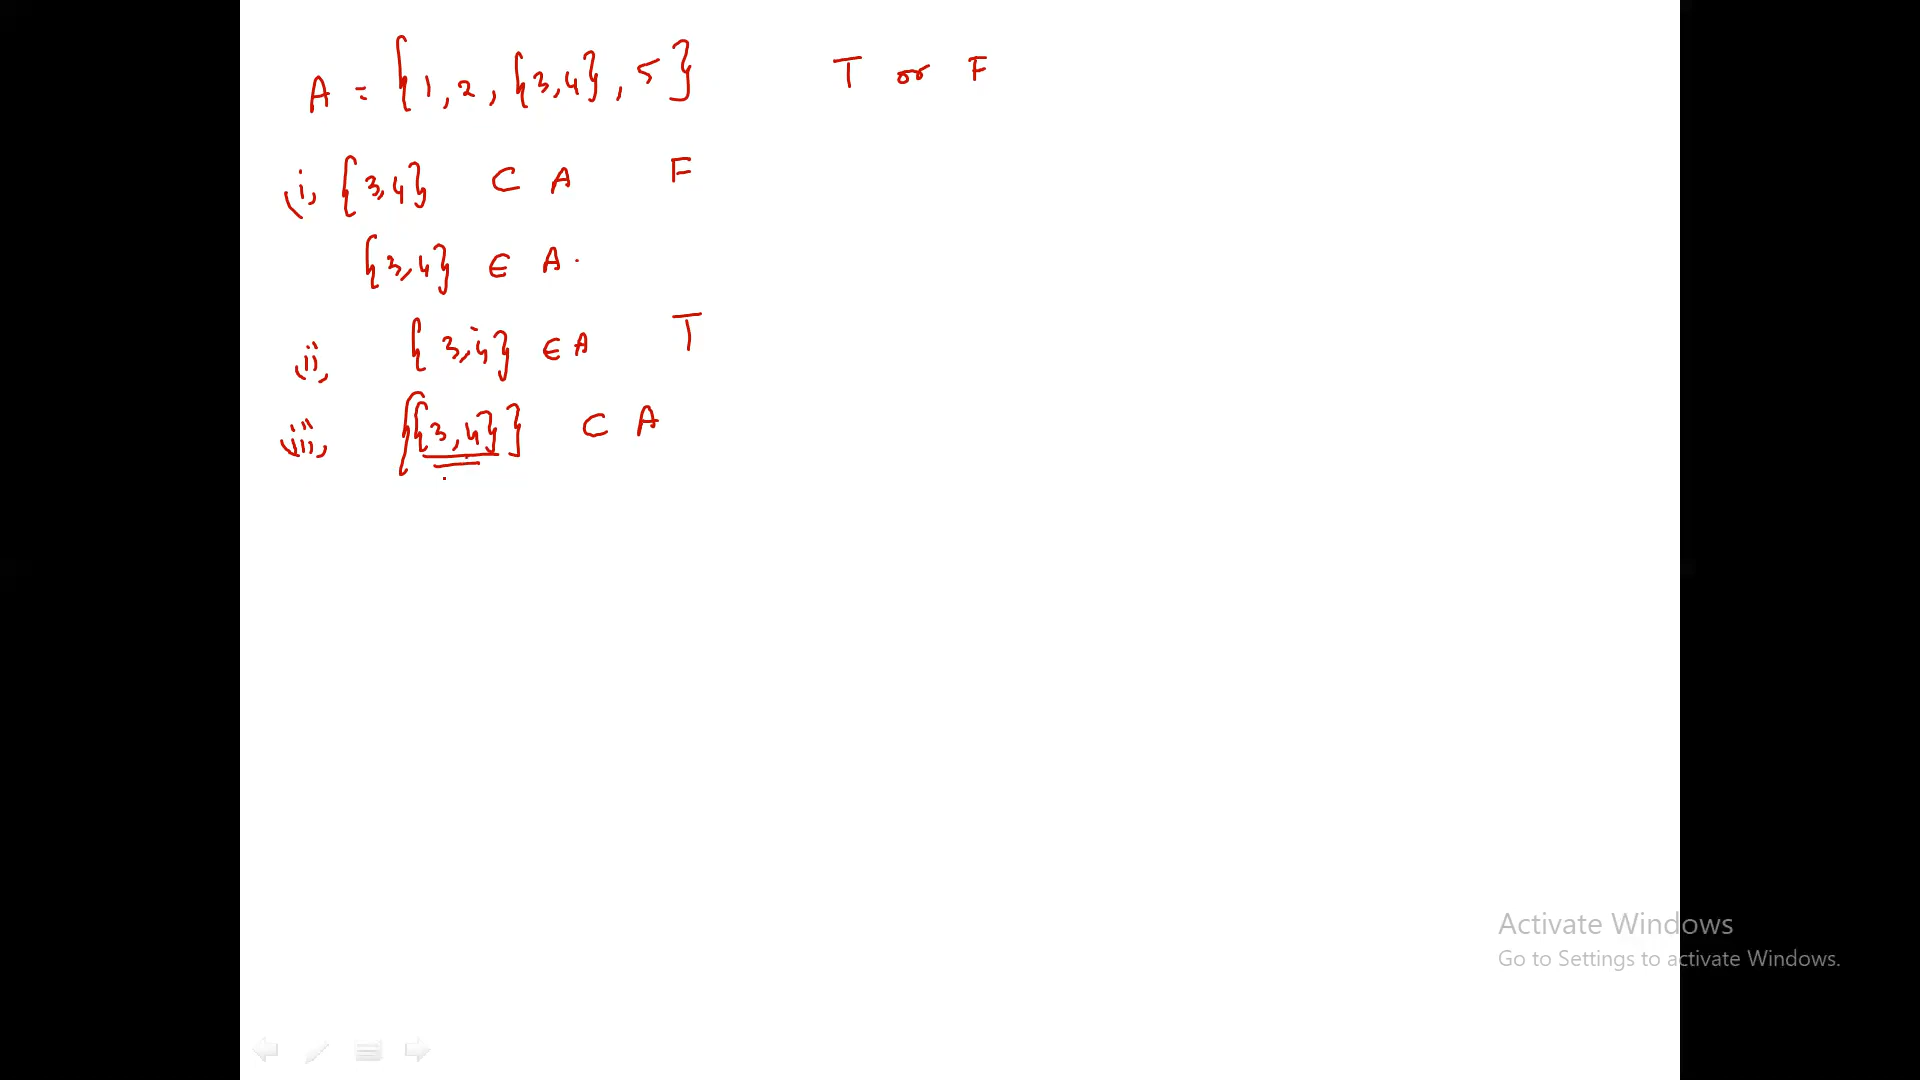 A = {1, 2, {3, 4}, 5} T or F
(i, {3, 4} ⊂ A F
{3, 4} ∈ A.
(ii, {3, 4} ∈ A T
(iii, {{3, 4}} ⊂ A
Activate Windows
Go to Settings to activate Windows.